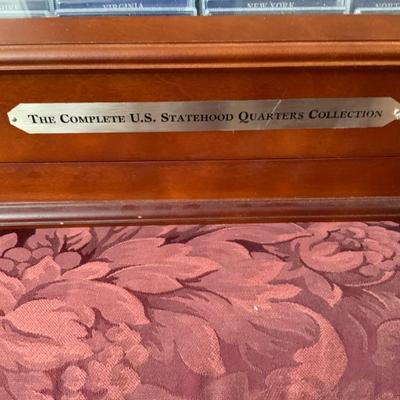 VIRGINIA NEW YORK
THE COMPLETE U.S. STATEHOOD QUARTERS COLLECTION